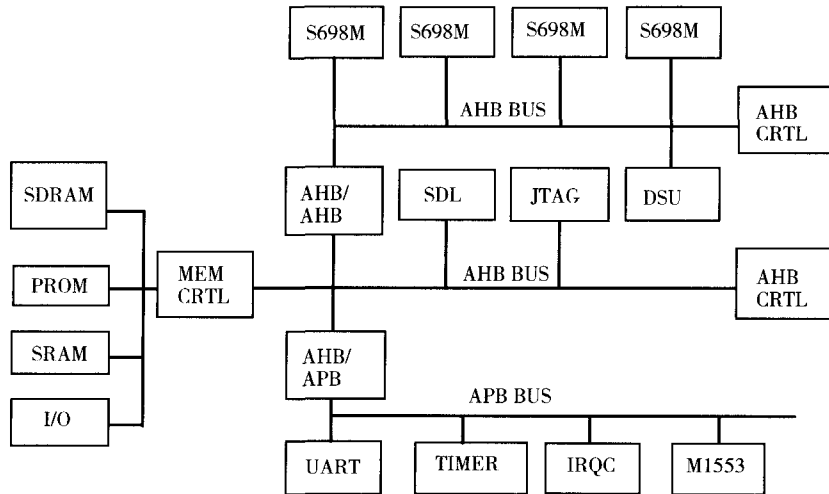 S698M
S698M
S698M
S698M
AHB BUS
AHB
CRTL
SDRAM
AHB/
AHB
SDL
JTAG
DSU
PROM
MEM
CRTL
AHB BUS
AHB
CRTL
SRAM
AHB/
APB
I/O
APB BUS
UART
TIMER
IRQC
M1553